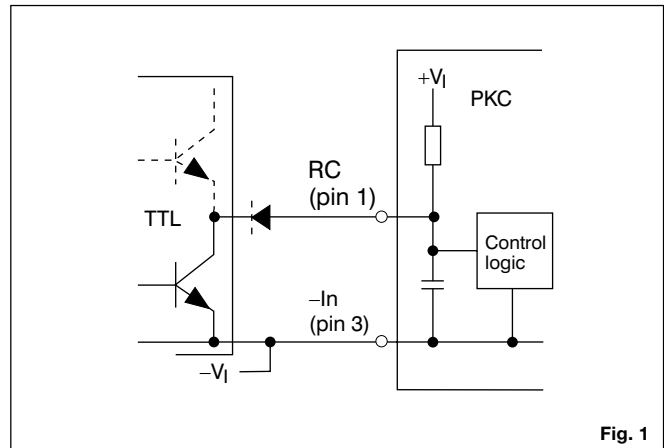 +VI
PKC
RC
(pin 1)
TTL
Control
logic
–In
(pin 3)
–VI
Fig. 1